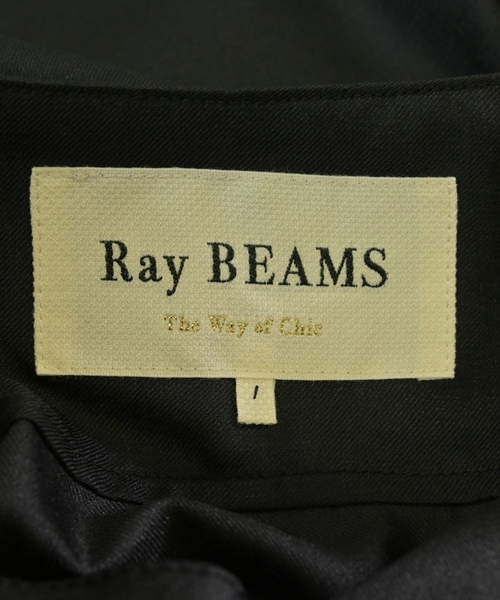 Ray BEAMS
The Way of Chic
1